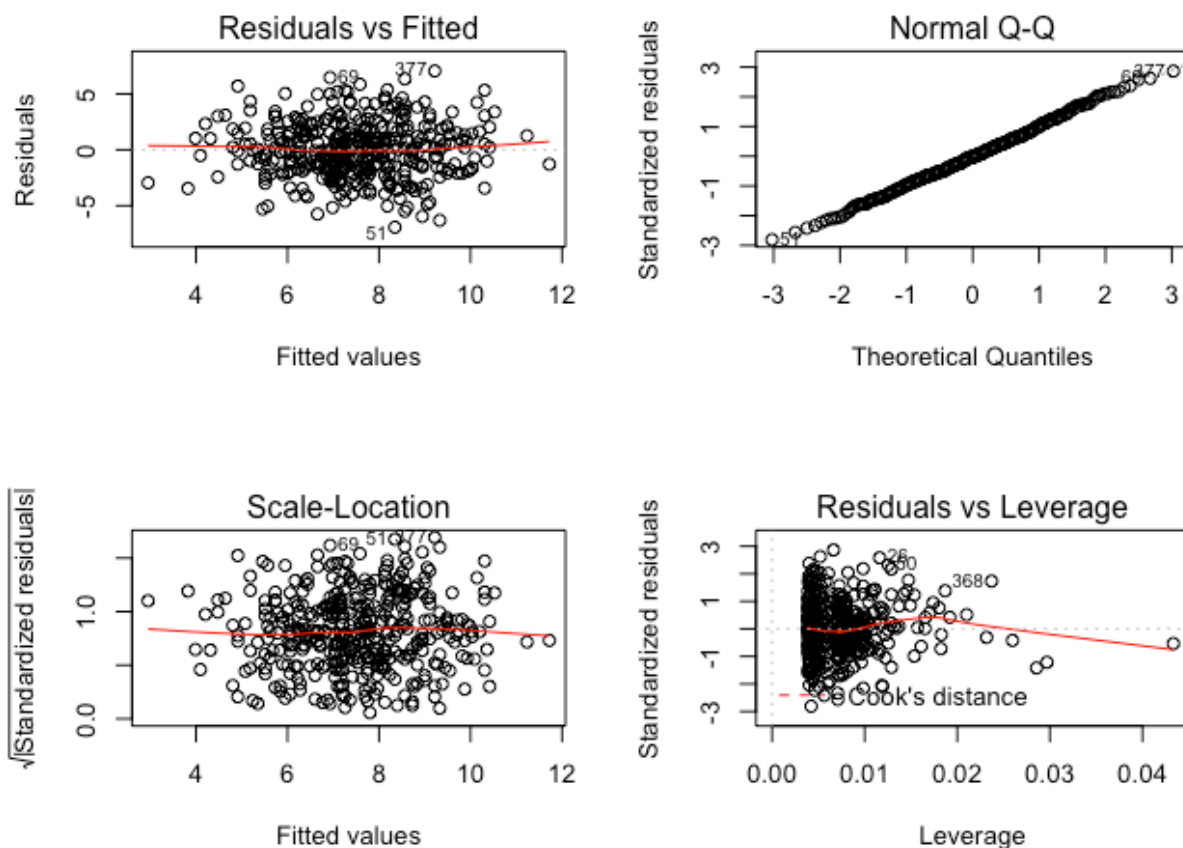 Residuals vs Fitted
Residuals
5
0
-5
69
377
51
4 6 8 10 12
Fitted values
Normal Q-Q
Standardized residuals
3
1
-1
-3
377
51
-3 -2 -1 0 1 2 3
Theoretical Quantiles
Scale-Location
√|Standardized residuals|
1.0
0.0
69
51
377
4 6 8 10 12
Fitted values
Residuals vs Leverage
Standardized residuals
3
1
-1
-3
26
368
Cook's distance
0.00 0.01 0.02 0.03 0.04
Leverage